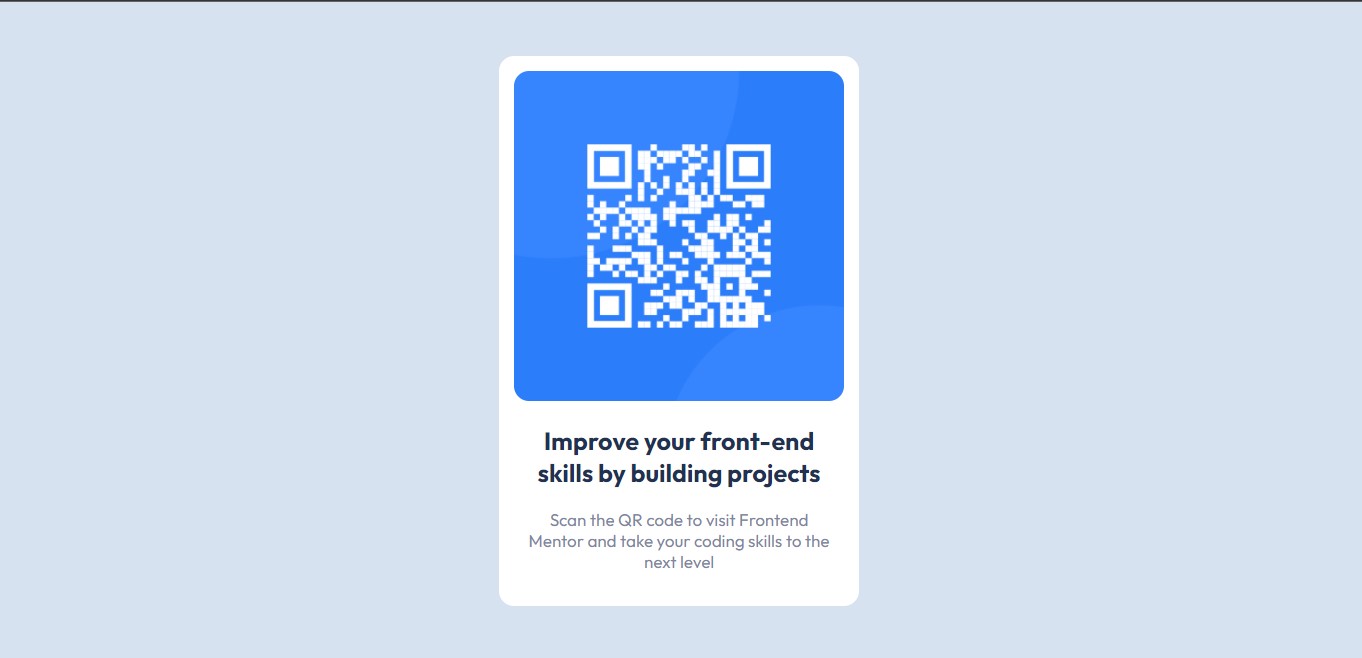 Improve your front-end
skills by building projects
Scan the QR code to visit Frontend
Mentor and take your coding skills to the
next level